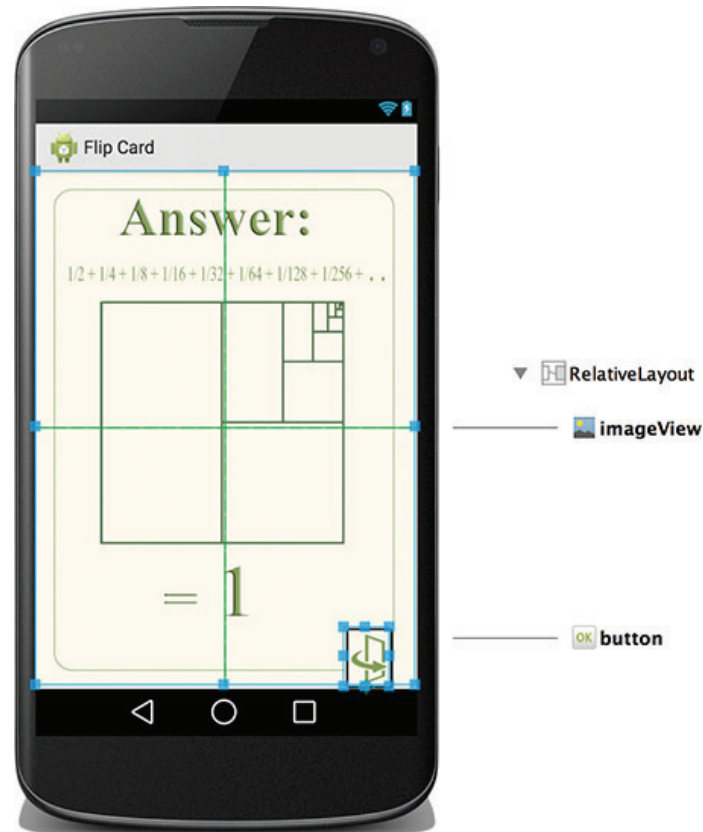 Flip Card
Answer:
1/2 + 1/4 + 1/8 + 1/16 + 1/32 + 1/64 + 1/128 + 1/256 + . .
= 1
RelativeLayout
imageView
OK button